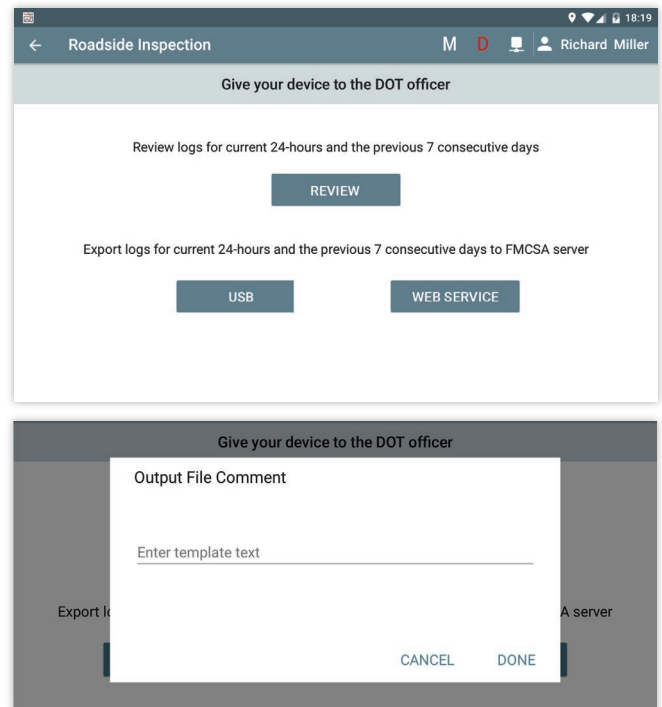 18:19
Roadside Inspection M D Richard Miller
Give your device to the DOT officer
Review logs for current 24-hours and the previous 7 consecutive days
REVIEW
Export logs for current 24-hours and the previous 7 consecutive days to FMCSA server
USB WEB SERVICE
Give your device to the DOT officer
Output File Comment
Enter template text
Export lo A server
CANCEL DONE